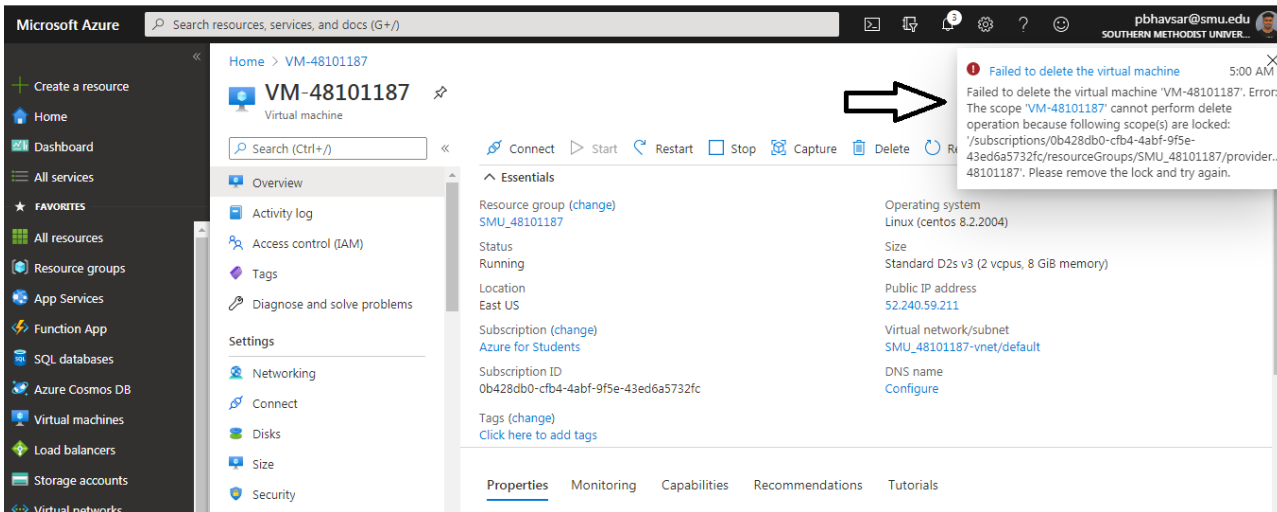 Microsoft Azure
Search resources, services, and docs (G+/)
3
?
pbhavsar@smu.edu
SOUTHERN METHODIST UNIVER...
«
Create a resource
Home
Dashboard
All services
FAVORITES
All resources
Resource groups
App Services
Function App
SQL databases
Azure Cosmos DB
Virtual machines
Load balancers
Storage accounts
Virtual networks
Home > VM-48101187
VM-48101187
Virtual machine
Search (Ctrl+/)
«
Overview
Activity log
Access control (IAM)
Tags
Diagnose and solve problems
Settings
Networking
Connect
Disks
Size
Security
Connect Start Restart Stop Capture Delete
Essentials
Resource group (change)
SMU_48101187
Status
Running
Location
East US
Subscription (change)
Azure for Students
Subscription ID
0b428db0-cfb4-4abf-9f5e-43ed6a5732fc
Tags (change)
Click here to add tags
Operating system
Linux (centos 8.2.2004)
Size
Standard D2s v3 (2 vcpus, 8 GiB memory)
Public IP address
52.240.59.211
Virtual network/subnet
SMU_48101187-vnet/default
DNS name
Configure
Properties Monitoring Capabilities Recommendations Tutorials
Failed to delete the virtual machine 5:00 AM
Failed to delete the virtual machine 'VM-48101187'. Error:
The scope 'VM-48101187' cannot perform delete
operation because following scope(s) are locked:
'/subscriptions/0b428db0-cfb4-4abf-9f5e-
43ed6a5732fc/resourceGroups/SMU_48101187/provider...
48101187'. Please remove the lock and try again.